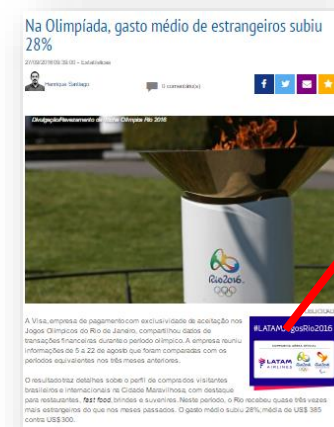 Na Olimpíada, gasto médio de estrangeiros subiu
28%
Henrique Santiago
0 comentário(s)
Rio2016.
A Visa, empresa de pagamento com exclusividade de aceitação nos
Jogos Olímpicos do Rio de Janeiro, compartilhou dados de
transações financeiras durante o período olímpico. A empresa reuniu
informações de 5 a 22 de agosto que foram comparadas com os
períodos equivalentes nos três meses anteriores.
#LATAMJogosRio2016
LATAM
AIRLINES
O resultado traz detalhes sobre o perfil de compras dos visitantes
brasileiros e internacionais na Cidade Maravilhosa, com destaque
para restaurantes, fast food, brindes e suvenires. Neste período, o Rio recebeu quase três vezes
mais estrangeiros do que nos meses passados. O gasto médio subiu 28%, média de US$ 385
contra US$ 300.